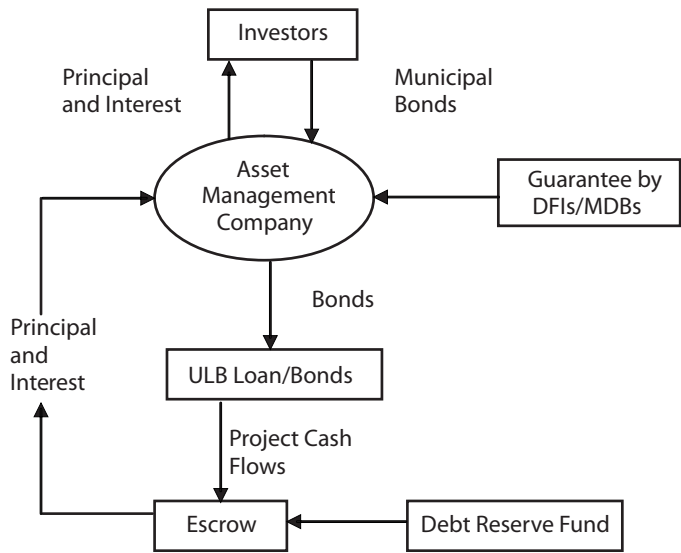 Investors
Principal
and Interest
Municipal
Bonds
Asset
Management
Company
Guarantee by
DFIs/MDBs
Bonds
Principal
and
Interest
ULB Loan/Bonds
Project Cash
Flows
Escrow
Debt Reserve Fund